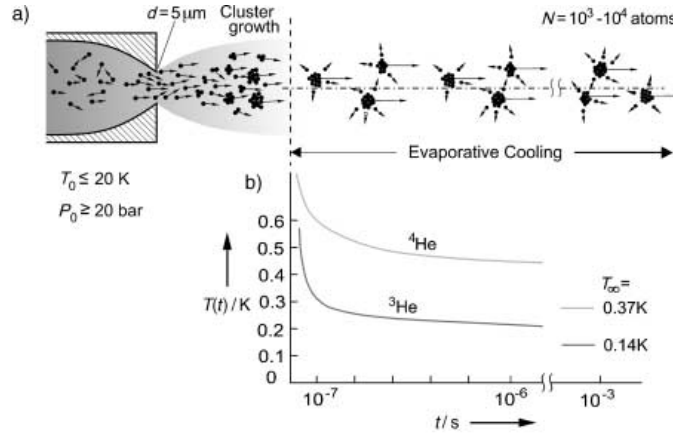 a)
d = 5 μm
Cluster
growth
N = 10³ -10⁴ atoms
T₀ ≤ 20 K
P₀ ≥ 20 bar
Evaporative Cooling
b)
0.6
0.5
0.4
0.3
0.2
0.1
0
T(t) / K
⁴He
³He
T∞ =
0.37K
0.14K
10⁻⁷
10⁻⁶
10⁻³
t / s